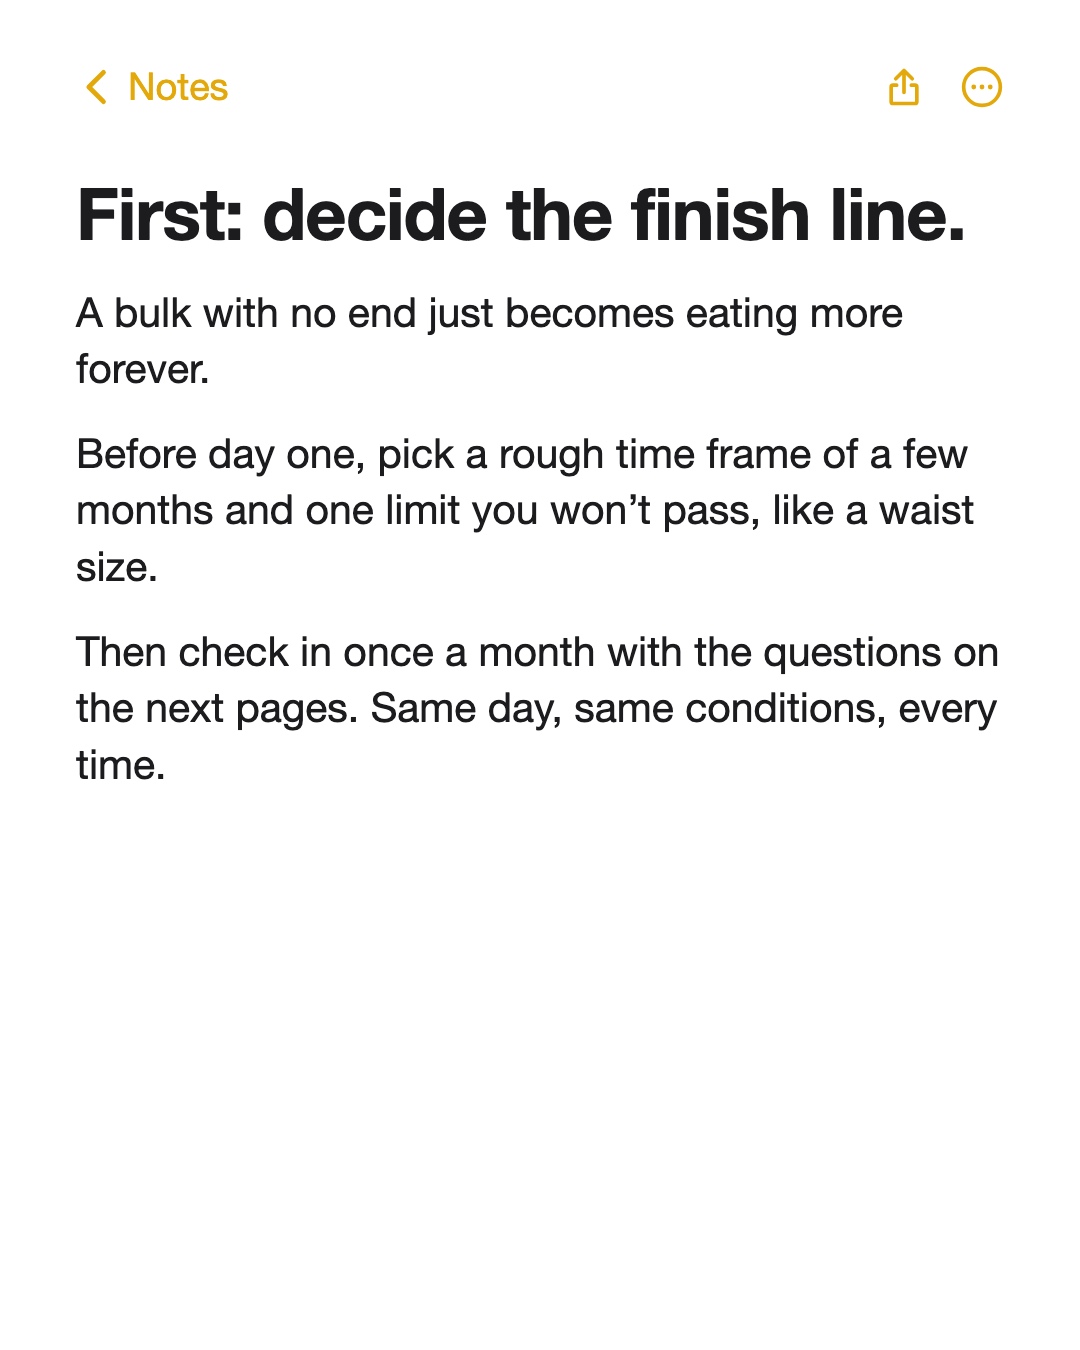 Notes
First: decide the finish line.
A bulk with no end just becomes eating more
forever.
Before day one, pick a rough time frame of a few
months and one limit you won’t pass, like a waist
size.
Then check in once a month with the questions on
the next pages. Same day, same conditions, every
time.